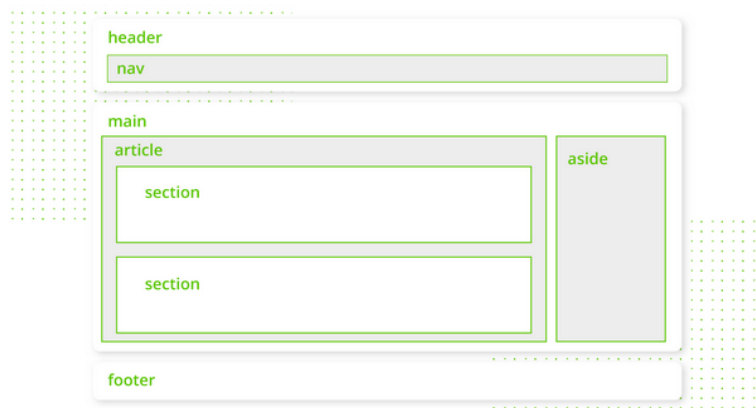 header
nav
main
article
aside
section
section
footer